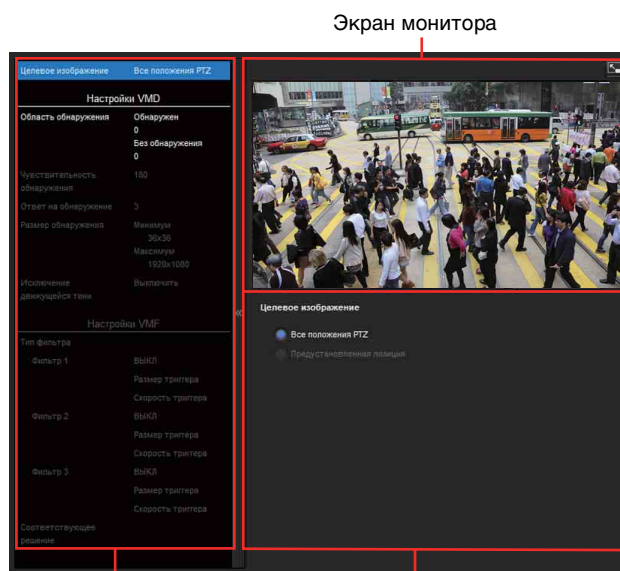 Экран монитора
Целевое изображение Все положения PTZ
Настройки VMD
Область обнаружения Обнаружен
0
Без обнаружения
0
Чувствительность обнаружения 180
Ответ на обнаружение 3
Размер обнаружения Минимум
36x36
Максимум
1920x1080
Исключение движущейся тени Выключить
Настройки VMF
Тип фильтра
Фильтр 1 ВЫКЛ
Размер триггера
Скорость триггера
Фильтр 2 ВЫКЛ
Размер триггера
Скорость триггера
Фильтр 3 ВЫКЛ
Размер триггера
Скорость триггера
Соответствующее решение
Целевое изображение
Все положения PTZ
Предустановленная позиция